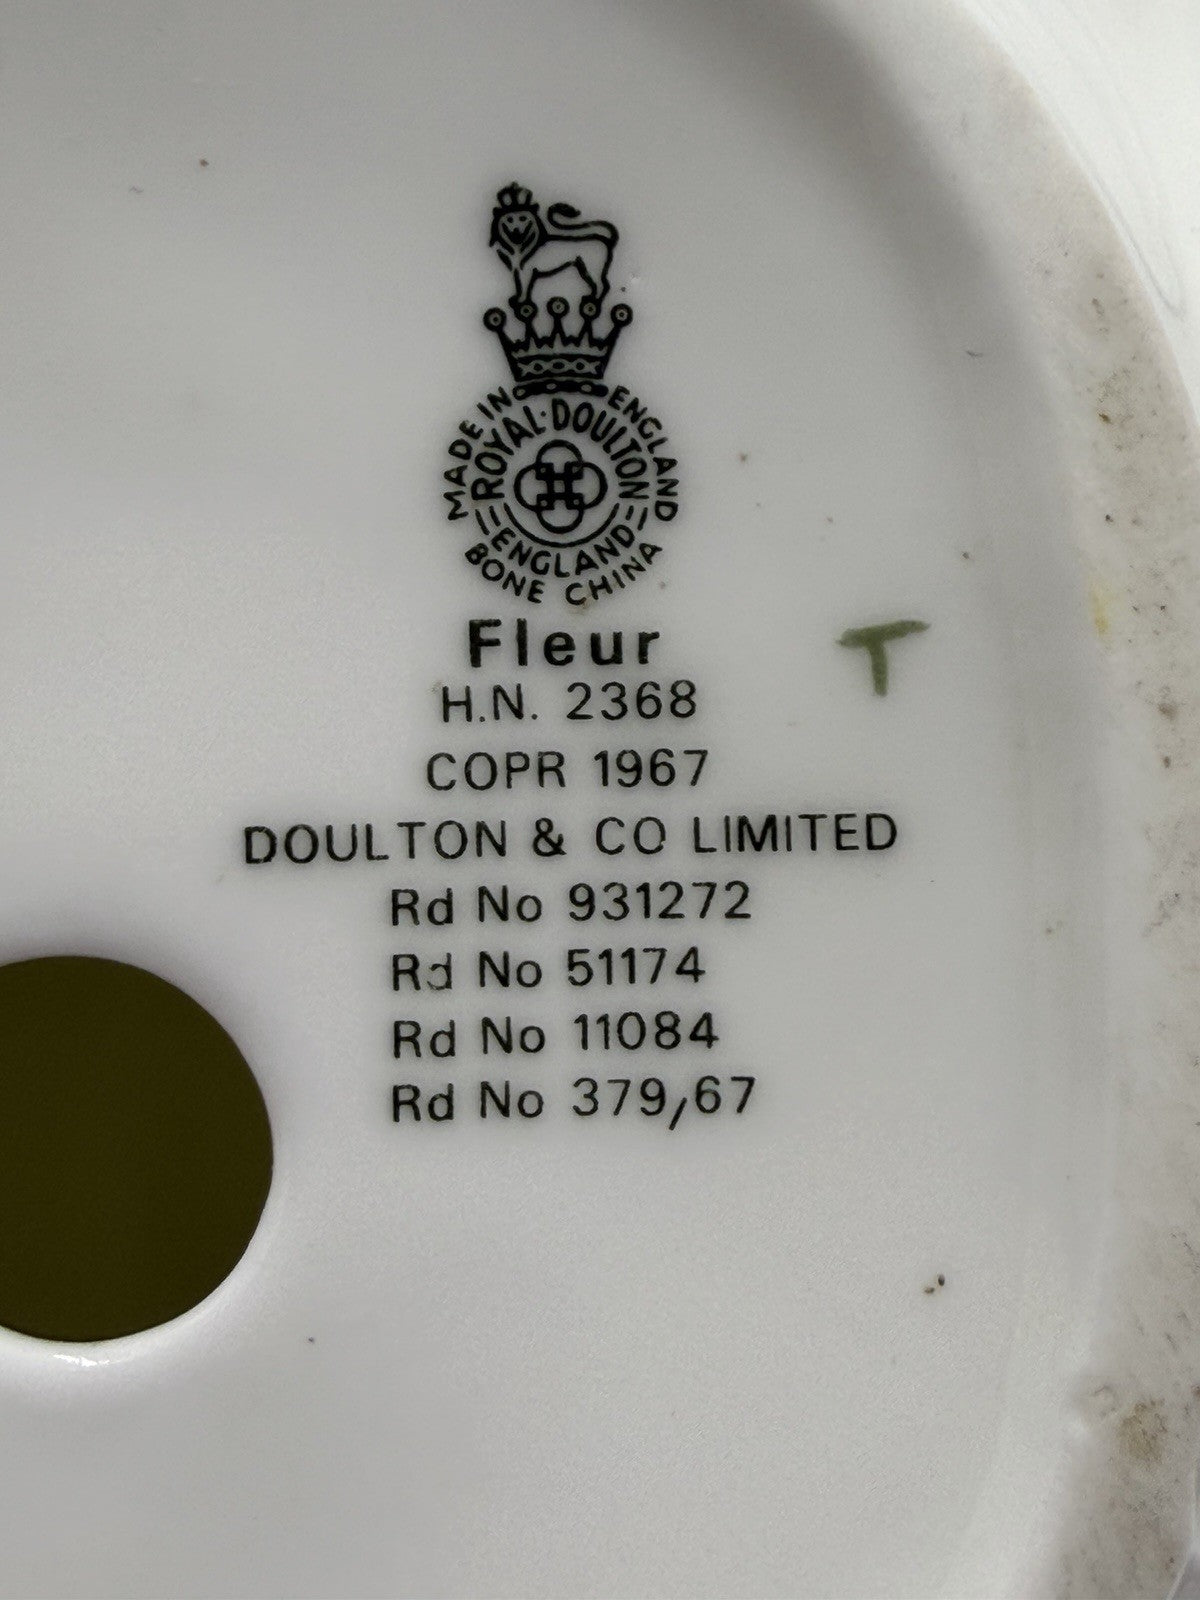 MADE IN ENGLAND
ROYAL·DOULTON
ENGLAND
BONE CHINA
Fleur
T
H.N. 2368
COPR 1967
DOULTON & CO LIMITED
Rd No 931272
Rd No 51174
Rd No 11084
Rd No 379,67